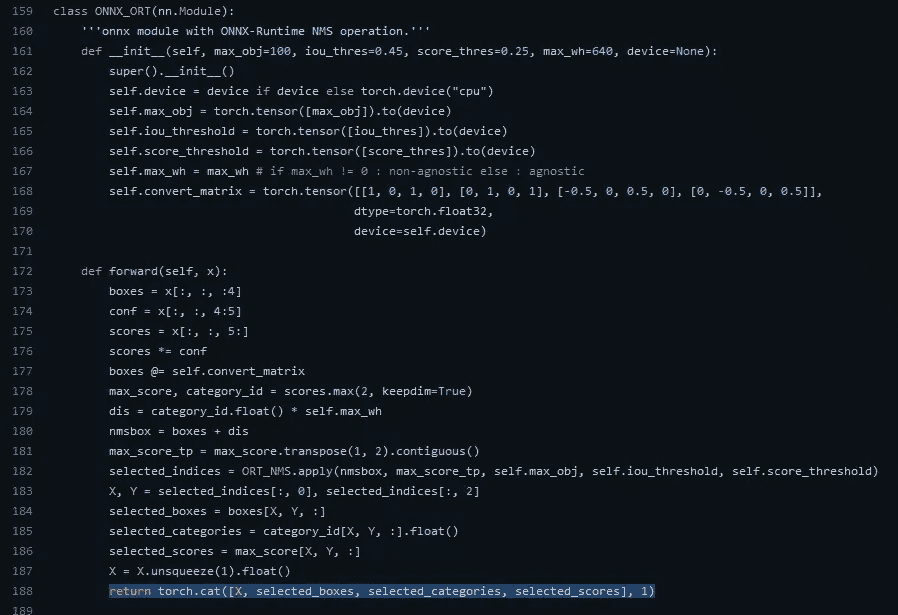 159 class ONNX_ORT(nn.Module):
160     '''onnx module with ONNX-Runtime NMS operation.'''
161     def __init__(self, max_obj=100, iou_thres=0.45, score_thres=0.25, max_wh=640, device=None):
162         super().__init__()
163         self.device = device if device else torch.device("cpu")
164         self.max_obj = torch.tensor([max_obj]).to(device)
165         self.iou_threshold = torch.tensor([iou_thres]).to(device)
166         self.score_threshold = torch.tensor([score_thres]).to(device)
167         self.max_wh = max_wh # if max_wh != 0 : non-agnostic else : agnostic
168         self.convert_matrix = torch.tensor([[1, 0, 1, 0], [0, 1, 0, 1], [-0.5, 0, 0.5, 0], [0, -0.5, 0, 0.5]],
169                                            dtype=torch.float32,
170                                            device=self.device)
171
172     def forward(self, x):
173         boxes = x[:, :, :4]
174         conf = x[:, :, 4:5]
175         scores = x[:, :, 5:]
176         scores *= conf
177         boxes @= self.convert_matrix
178         max_score, category_id = scores.max(2, keepdim=True)
179         dis = category_id.float() * self.max_wh
180         nmsbox = boxes + dis
181         max_score_tp = max_score.transpose(1, 2).contiguous()
182         selected_indices = ORT_NMS.apply(nmsbox, max_score_tp, self.max_obj, self.iou_threshold, self.score_threshold)
183         X, Y = selected_indices[:, 0], selected_indices[:, 2]
184         selected_boxes = boxes[X, Y, :]
185         selected_categories = category_id[X, Y, :].float()
186         selected_scores = max_score[X, Y, :]
187         X = X.unsqueeze(1).float()
188         return torch.cat([X, selected_boxes, selected_categories, selected_scores], 1)
189